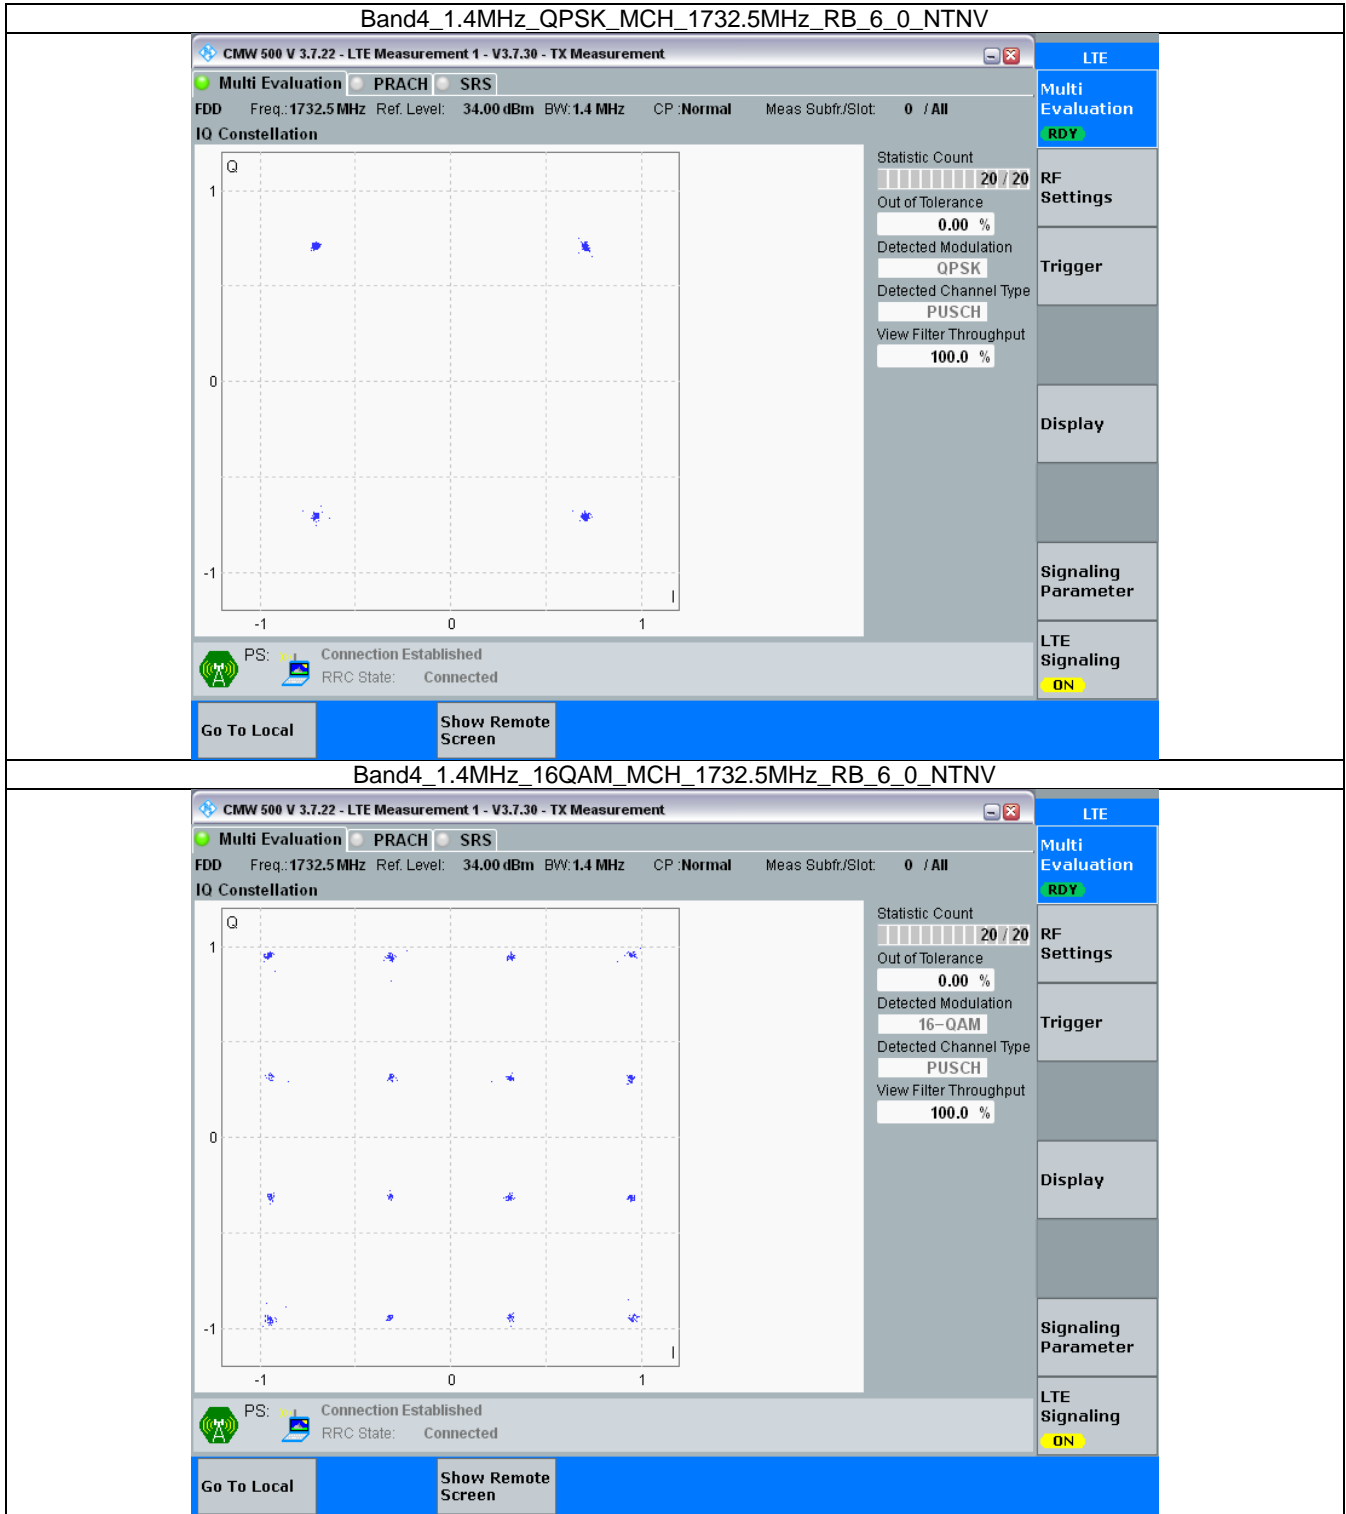 Band4_1.4MHz_QPSK_MCH_1732.5MHz_RB_6_0_NTNV
CMW 500 V 3.7.22 - LTE Measurement 1 - V3.7.30 - TX Measurement
LTE
Multi Evaluation PRACH SRS
Multi
Evaluation
RDY
FDD Freq.: 1732.5 MHz Ref. Level: 34.00 dBm BW: 1.4 MHz CP : Normal Meas Subfr./Slot: 0 / All
IQ Constellation
Q
1
0
-1
I
-1 0 1
Statistic Count
20 / 20
Out of Tolerance
0.00 %
Detected Modulation
QPSK
Detected Channel Type
PUSCH
View Filter Throughput
100.0 %
RF
Settings
Trigger
Display
Signaling
Parameter
LTE
Signaling
ON
PS: Connection Established
RRC State: Connected
Go To Local
Show Remote
Screen
Band4_1.4MHz_16QAM_MCH_1732.5MHz_RB_6_0_NTNV
CMW 500 V 3.7.22 - LTE Measurement 1 - V3.7.30 - TX Measurement
LTE
Multi Evaluation PRACH SRS
Multi
Evaluation
RDY
FDD Freq.: 1732.5 MHz Ref. Level: 34.00 dBm BW: 1.4 MHz CP : Normal Meas Subfr./Slot: 0 / All
IQ Constellation
Q
1
0
-1
I
-1 0 1
Statistic Count
20 / 20
Out of Tolerance
0.00 %
Detected Modulation
16-QAM
Detected Channel Type
PUSCH
View Filter Throughput
100.0 %
RF
Settings
Trigger
Display
Signaling
Parameter
LTE
Signaling
ON
PS: Connection Established
RRC State: Connected
Go To Local
Show Remote
Screen